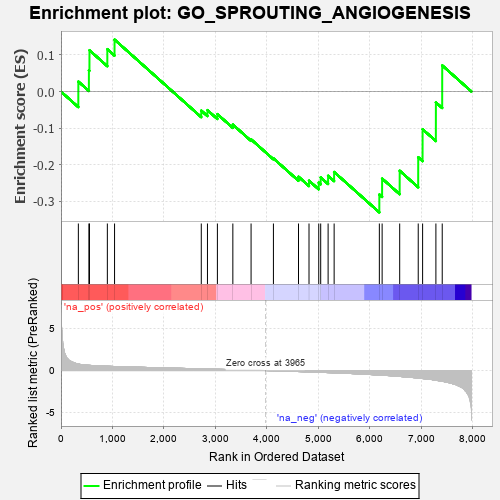 Enrichment plot: GO_SPROUTING_ANGIOGENESIS
Enrichment score (ES)
0.1
0.0
-0.1
-0.2
-0.3
'na_pos' (positively correlated)
Ranked list metric (PreRanked)
5
0
-5
Zero cross at 3965
'na_neg' (negatively correlated)
0 1,000 2,000 3,000 4,000 5,000 6,000 7,000 8,000
Rank in Ordered Dataset
Enrichment profile Hits Ranking metric scores